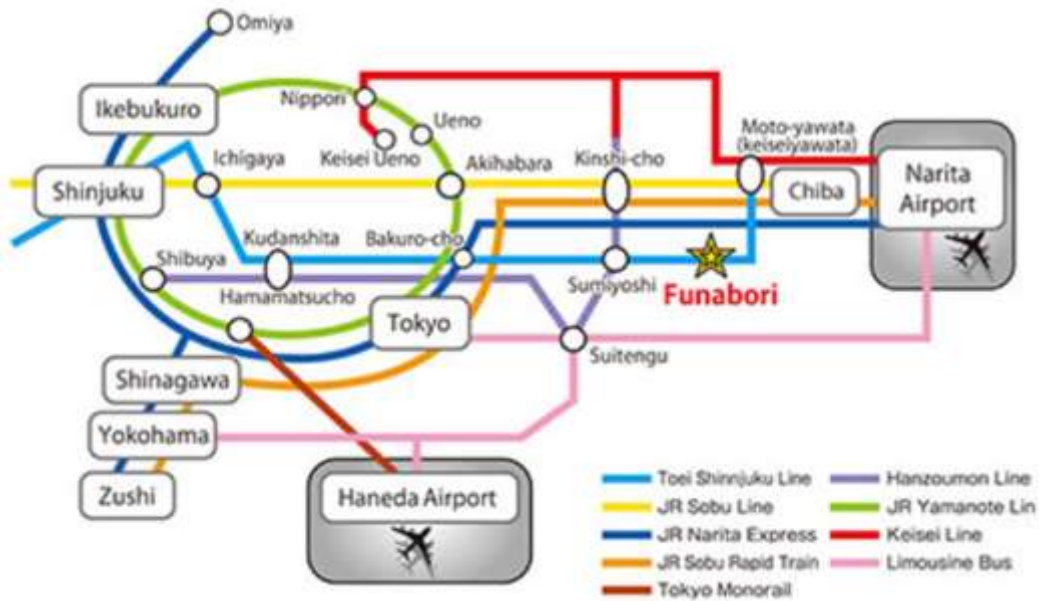 Omiya
Ikebukuro
Nippori
Ueno
Keisei Ueno
Moto-yawata
(keiseiyawata)
Shinjuku
Ichigaya
Akihabara
Kinshi-cho
Chiba
Narita
Airport
Kudanshita
Bakuro-cho
Shibuya
Hamamatsucho
Sumiyoshi
Funabori
Tokyo
Suitengu
Shinagawa
Yokohama
Zushi
Haneda Airport
Toei Shinnjuku Line
JR Sobu Line
JR Narita Express
JR Sobu Rapid Train
Tokyo Monorail
Hanzoumon Line
JR Yamanote Lin
Keisei Line
Limousine Bus